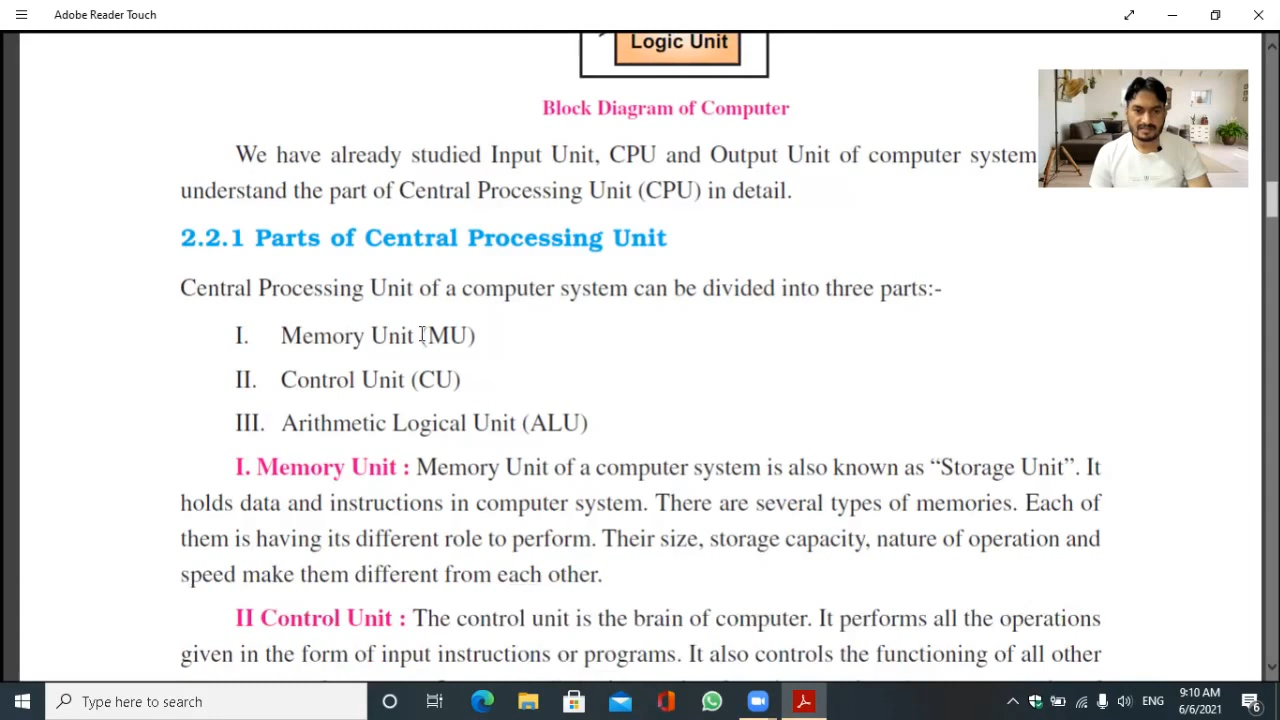 Adobe Reader Touch
Logic Unit
Block Diagram of Computer
We have already studied Input Unit, CPU and Output Unit of computer system
understand the part of Central Processing Unit (CPU) in detail.
2.2.1 Parts of Central Processing Unit
Central Processing Unit of a computer system can be divided into three parts:-
I. Memory Unit (MU)
II. Control Unit (CU)
III. Arithmetic Logical Unit (ALU)
I. Memory Unit : Memory Unit of a computer system is also known as “Storage Unit”. It
holds data and instructions in computer system. There are several types of memories. Each of
them is having its different role to perform. Their size, storage capacity, nature of operation and
speed make them different from each other.
II Control Unit : The control unit is the brain of computer. It performs all the operations
given in the form of input instructions or programs. It also controls the functioning of all other
Type here to search
ENG
9:10 AM
6/6/2021
6